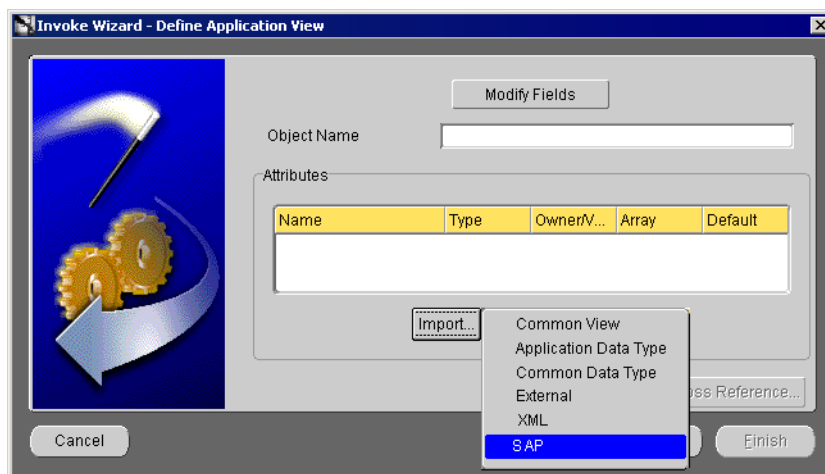 Invoke Wizard - Define Application View
Modify Fields
Object Name
Attributes
Name Type Owner/V... Array Default
Import...
Common View
Application Data Type
Common Data Type
External
XML
SAP
Reference...
Cancel
Finish